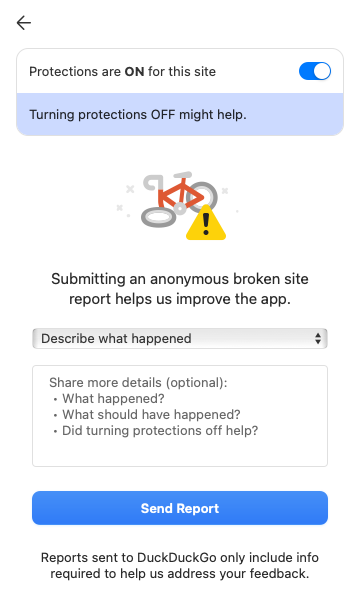 Protections are ON for this site
Turning protections OFF might help.
Submitting an anonymous broken site
report helps us improve the app.
Describe what happened
Share more details (optional):
• What happened?
• What should have happened?
• Did turning protections off help?
Send Report
Reports sent to DuckDuckGo only include info
required to help us address your feedback.